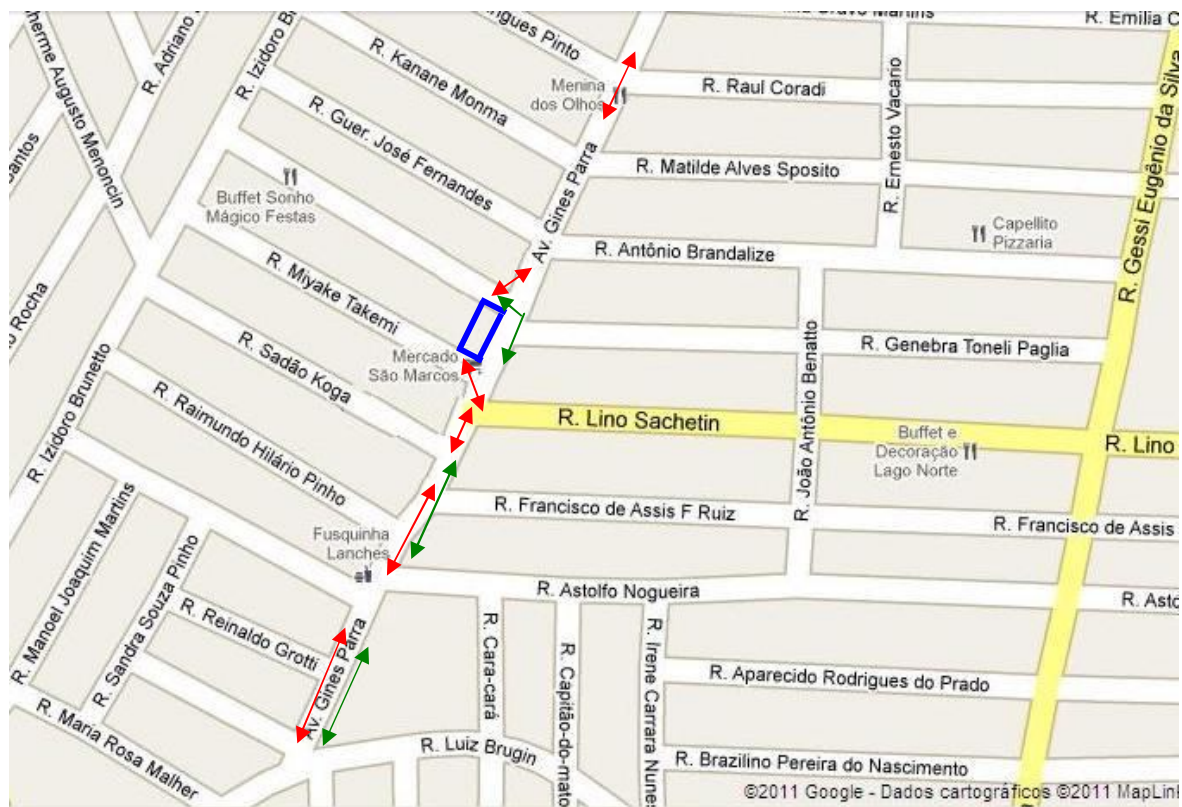 R. Emilia C
R. Adriano
R. Izidoro Br
gues Pinto
R. Kanane Monma
R. Raul Coradi
Menina
dos Olhos
R. Ernesto Vacario
R. Gessi Eugênio da Silva
herme Augusto Menoncin
R. Guer. José Fernandes
Av. Gines Parra
R. Matilde Alves Sposito
antos
Buffet Sonho
Mágico Festas
Capellito
Pizzaria
R. Antônio Brandalize
R. Miyake Takemi
Rocha
R. Genebra Toneli Paglia
R. João Antônio Benatto
Mercado
São Marcos
R. Sadão Koga
R. Izidoro Brunetto
R. Lino Sachetin
R. Lino
Buffet e
Decoração
Lago Norte
R. Raimundo Hilário Pinho
R. Francisco de Assis F Ruiz
R. Francisco de Assis
Fusquinha
Lanches
R. Manoel Joaquim Martins
R. Sandra Souza Pinho
R. Astolfo Nogueira
R. Asto
R. Reinaldo Grotti
Av. Gines Parra
R. Cara-cará
R. Capitão-do-mato
R. Irene Carrara Nunes
R. Aparecido Rodrigues do Prado
R. Maria Rosa Malher
R. Luiz Brugin
R. Brazilino Pereira do Nascimento
©2011 Google - Dados cartográficos ©2011 MapLink